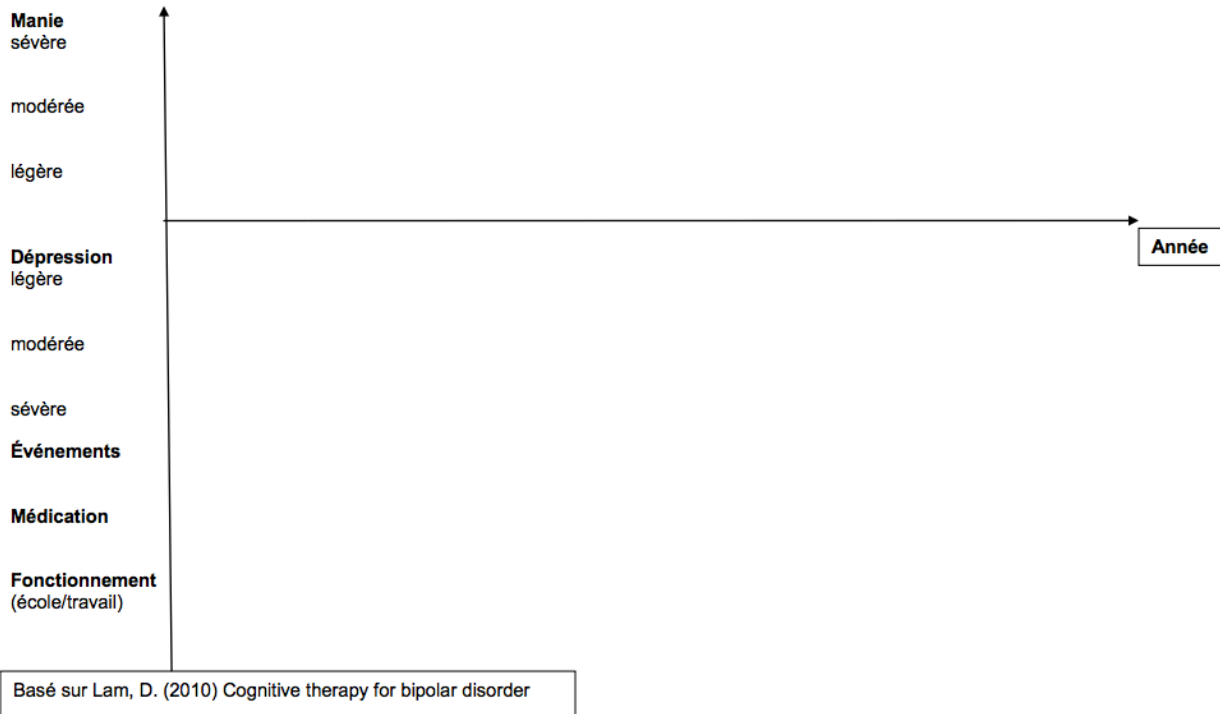 Manie
sévère
modérée
légère
Année
Dépression
légère
modérée
sévère
Événements
Médication
Fonctionnement
(école/travail)
Basé sur Lam, D. (2010) Cognitive therapy for bipolar disorder